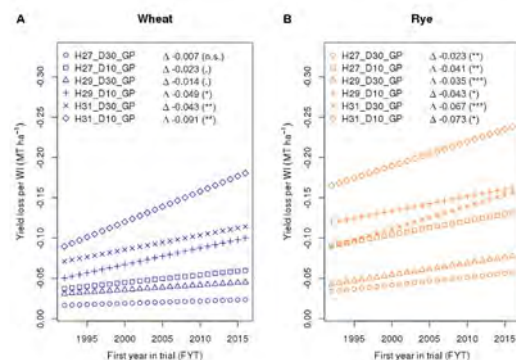 A Wheat
H27_D30_GP Δ -0.007 (n.s.)
H27_D10_GP Δ -0.023 (.)
H29_D30_GP Δ -0.014 (.)
H29_D10_GP Δ -0.049 (*)
H31_D30_GP Δ -0.043 (**)
H31_D10_GP Δ -0.091 (**)
Yield loss per WI (MT ha⁻¹)
-0.30
-0.25
-0.20
-0.15
-0.10
-0.05
0.00
1995 2000 2005 2010 2015
First year in trial (FYT)
B Rye
H27_D30_GP Δ -0.023 (**)
H27_D10_GP Δ -0.041 (**)
H29_D30_GP Δ -0.035 (***)
H29_D10_GP Δ -0.043 (*)
H31_D30_GP Δ -0.067 (***)
H31_D10_GP Δ -0.073 (*)
Yield loss per WI (MT ha⁻¹)
-0.30
-0.25
-0.20
-0.15
-0.10
-0.05
0.00
1995 2000 2005 2010 2015
First year in trial (FYT)